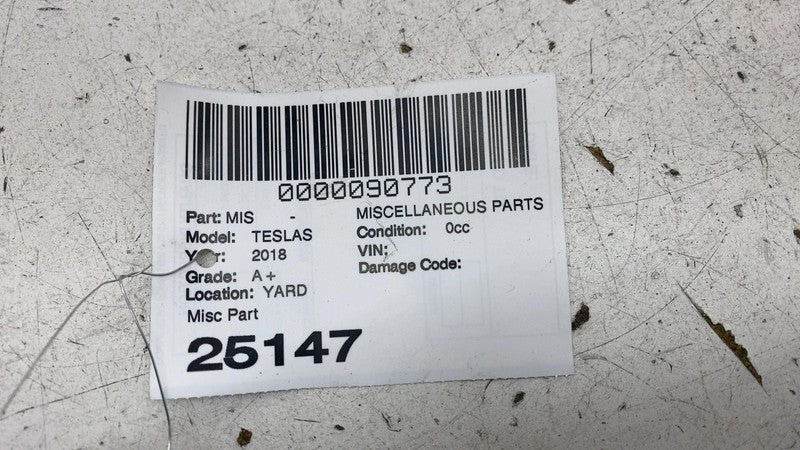 0000090773
Part: MIS - MISCELLANEOUS PARTS
Model: TESLAS Condition: 0cc
Year: 2018 VIN:
Grade: A+ Damage Code:
Location: YARD
Misc Part
25147